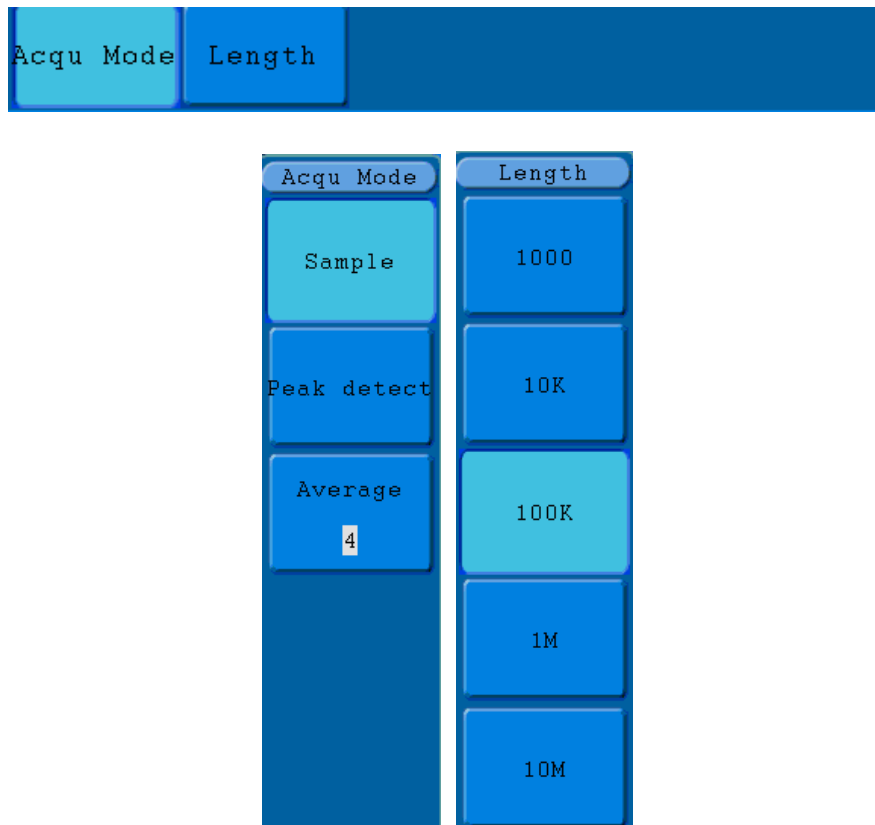 Acqu Mode Length
Acqu Mode
Sample
Peak detect
Average
4
Length
1000
10K
100K
1M
10M